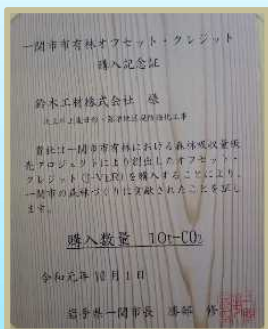 一関市市有林オフセット・クレジット
購入記念証
鈴木工材株式会社 様
貴社は一関市市有林における森林吸収量販
売プロジェクトにより創出したオフセット・
クレジット(J-VER)を購入することにより、
一関市の森林づくりに貢献されたことを証し
ます。
購入数量 10t-CO₂
令和元年10月1日
岩手県一関市長 勝部 修